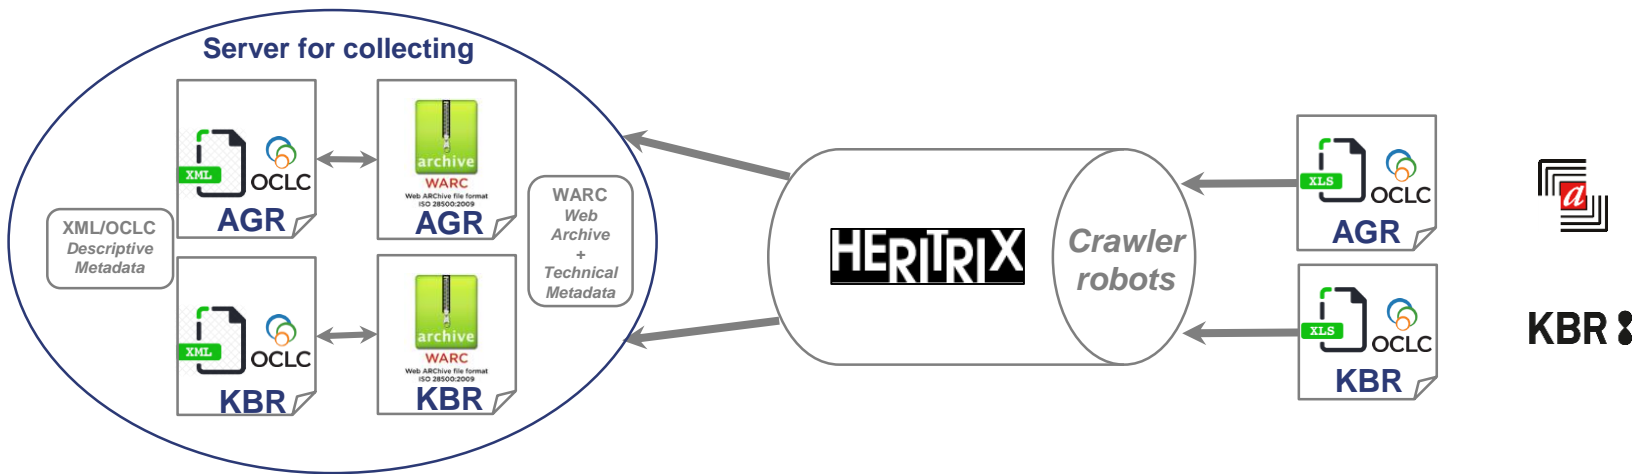 Server for collecting
XML
OCLC
AGR
archive
WARC
Web ARChive file format
ISO 28500:2009
AGR
XML/OCLC
Descriptive
Metadata
WARC
Web
Archive
+
Technical
Metadata
XML
OCLC
KBR
archive
WARC
Web ARChive file format
ISO 28500:2009
KBR
HERITRIX
Crawler
robots
XLS
OCLC
AGR
XLS
OCLC
KBR
a
KBR